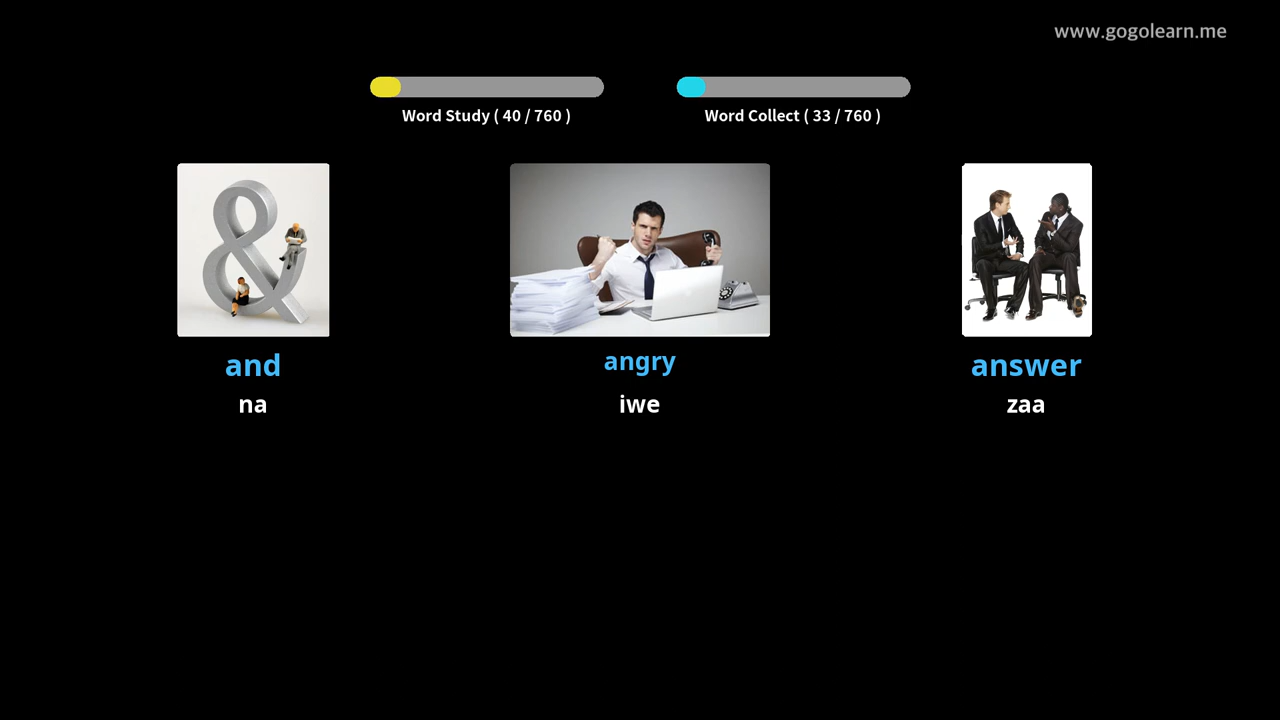 www.gogolearn.me
Word Study ( 40 / 760 )
Word Collect ( 33 / 760 )
and
na
angry
iwe
answer
zaa